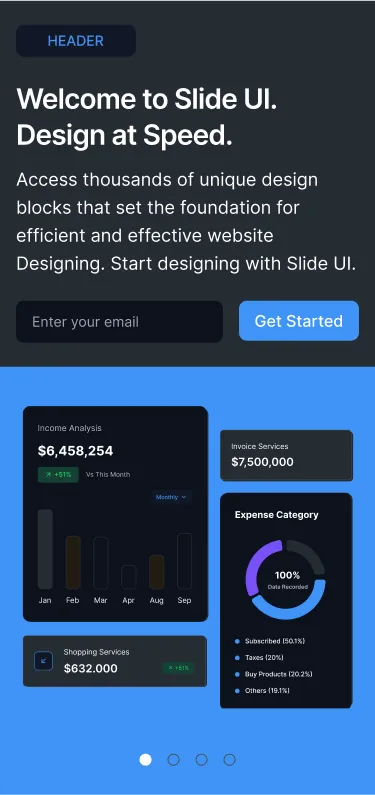 HEADER
Welcome to Slide UI.
Design at Speed.
Access thousands of unique design
blocks that set the foundation for
efficient and effective website
Designing. Start designing with Slide UI.
Enter your email
Get Started
Income Analysis
$6,458,254
+51%
Vs This Month
Monthly
Jan Feb Mar Apr Aug Sep
Shopping Services
$632.000
+51%
Invoice Services
$7,500,000
Expense Category
100%
Data Recorded
Subscribed (50.1%)
Taxes (20%)
Buy Products (20.2%)
Others (19.1%)